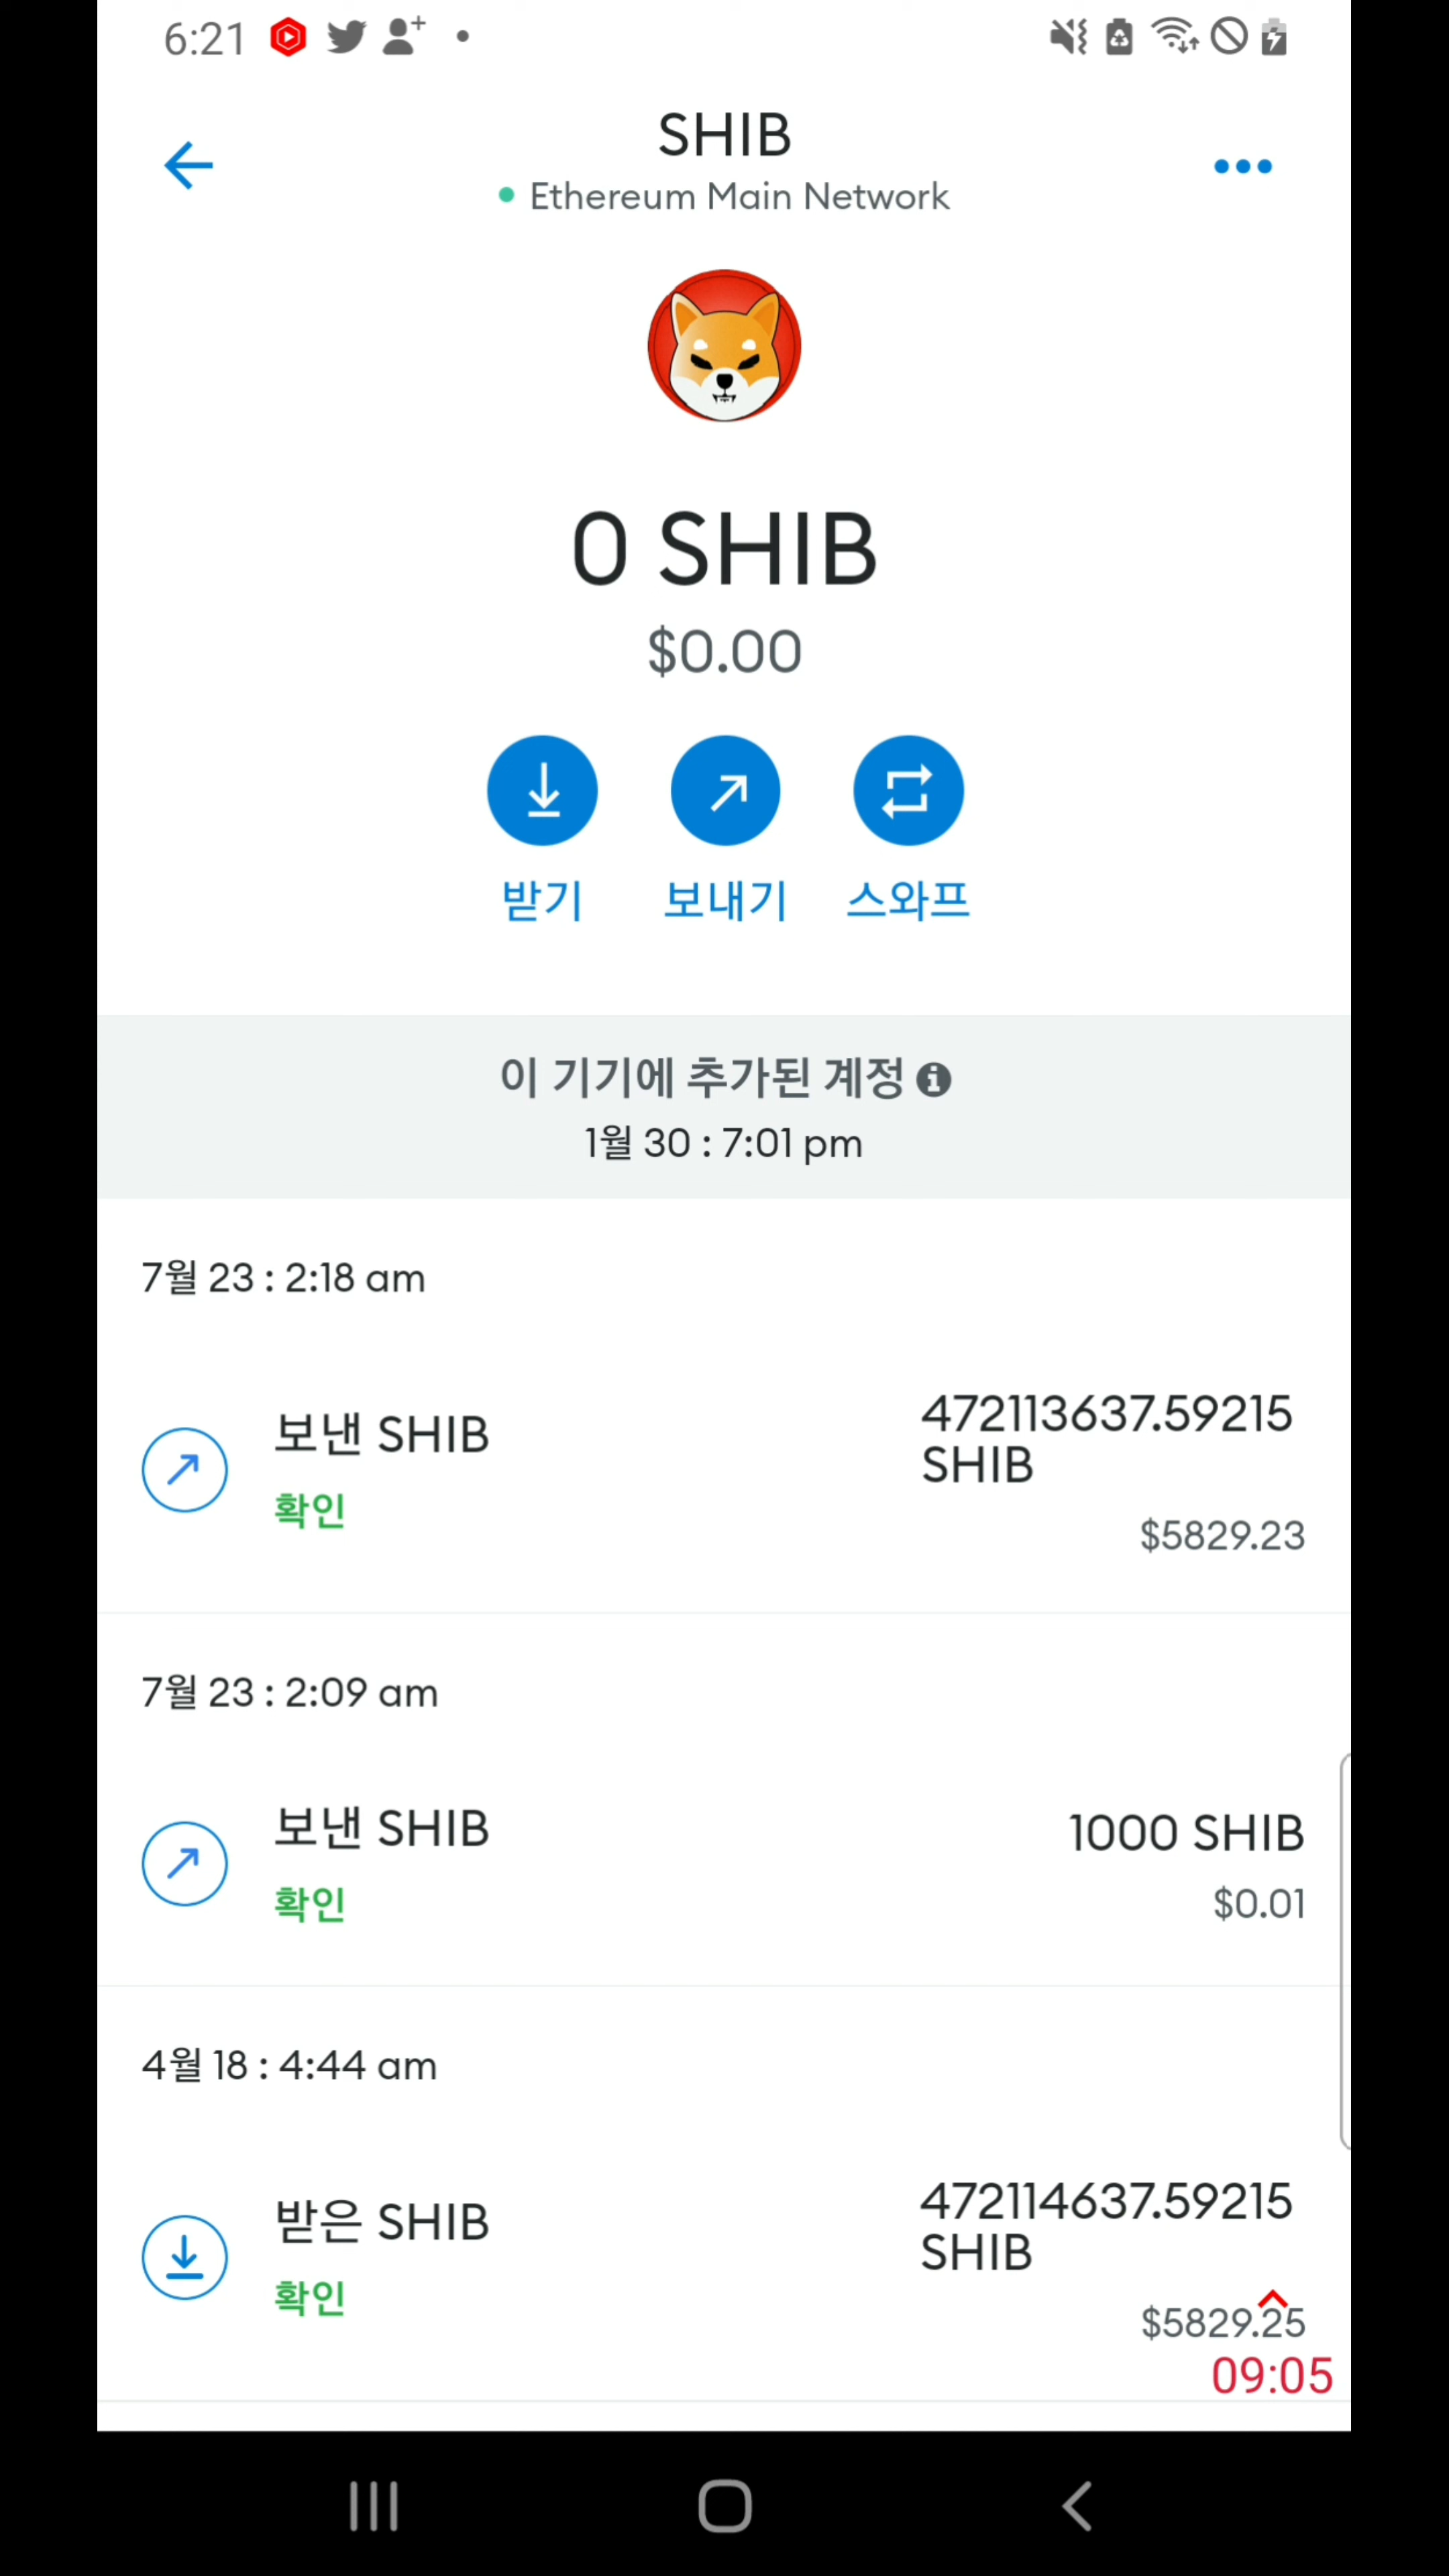 6:21
SHIB
Ethereum Main Network
0 SHIB
$0.00
받기 보내기 스와프
이 기기에 추가된 계정
1월 30 : 7:01 pm
7월 23 : 2:18 am
보낸 SHIB
확인
472113637.59215
SHIB
$5829.23
7월 23 : 2:09 am
보낸 SHIB
확인
1000 SHIB
$0.01
4월 18 : 4:44 am
받은 SHIB
확인
472114637.59215
SHIB
$5829.25
09:05